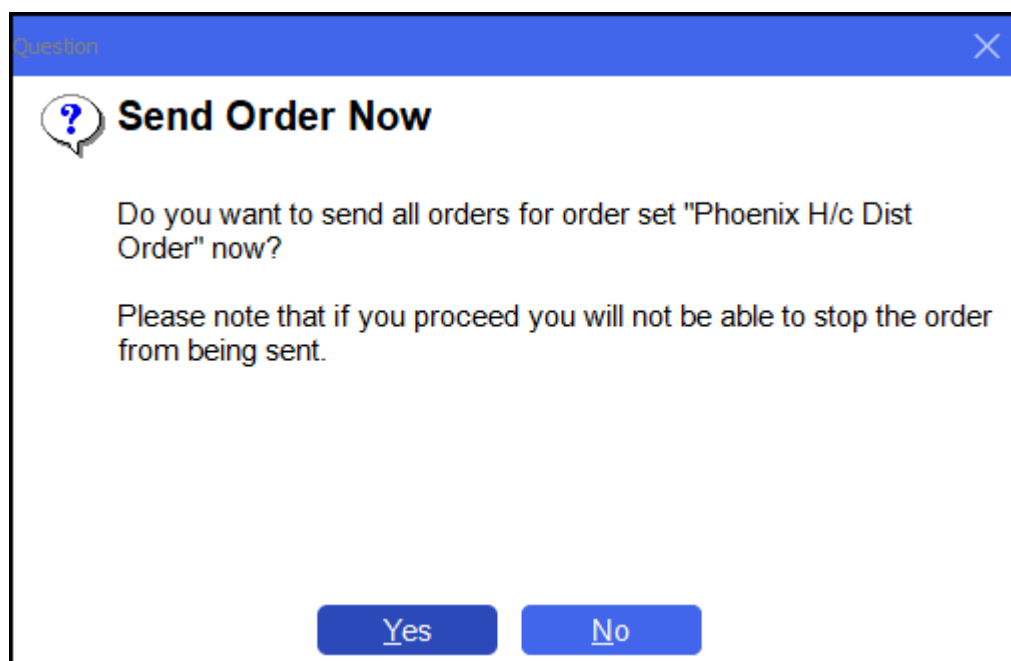 Question
Send Order Now
Do you want to send all orders for order set "Phoenix H/c Dist
Order" now?
Please note that if you proceed you will not be able to stop the order
from being sent.
Yes
No